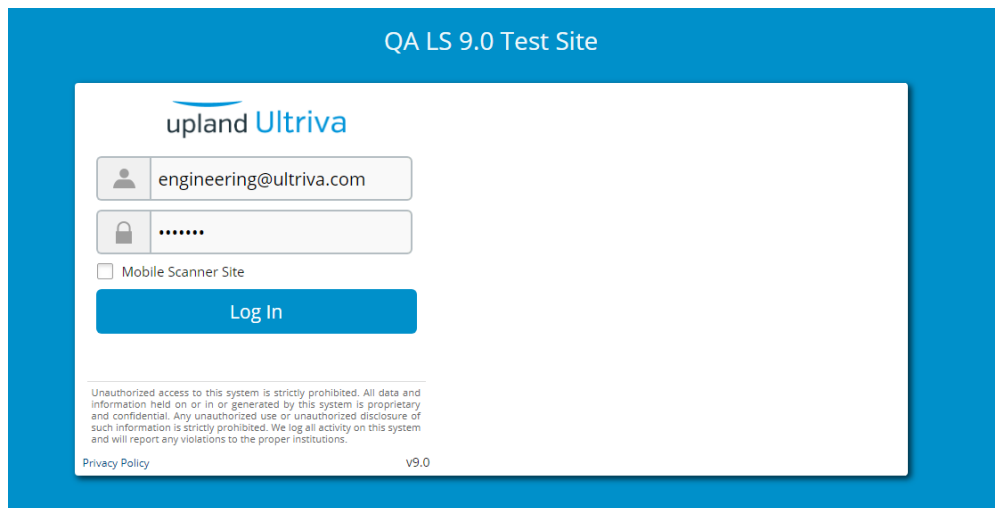 QA LS 9.0 Test Site
upland Ultriva
engineering@ultriva.com
•••••••
Mobile Scanner Site
Log In
Unauthorized access to this system is strictly prohibited. All data and
information held on or in or generated by this system is proprietary
and confidential. Any unauthorized use or unauthorized disclosure of
such information is strictly prohibited. We log all activity on this system
and will report any violations to the proper institutions.
Privacy Policy v9.0